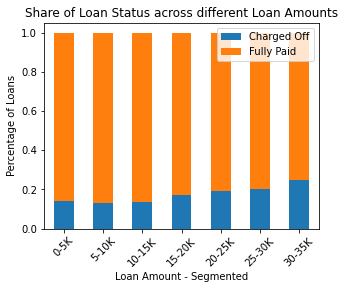 Share of Loan Status across different Loan Amounts
Charged Off
Fully Paid
Percentage of Loans
1.0
0.8
0.6
0.4
0.2
0.0
0-5K
5-10K
10-15K
15-20K
20-25K
25-30K
30-35K
Loan Amount - Segmented